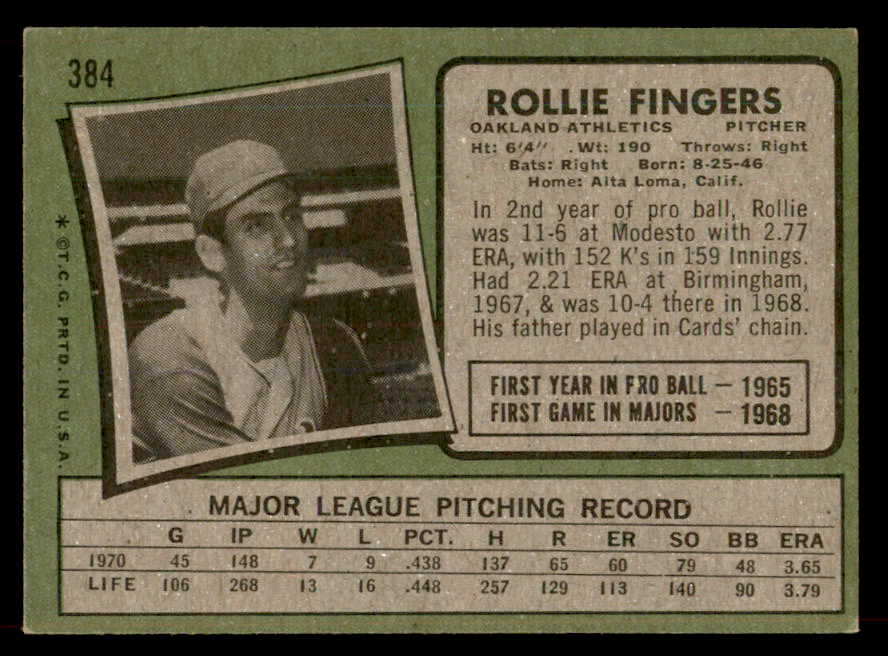 384
ROLLIE FINGERS
OAKLAND ATHLETICS PITCHER
Ht: 6'4" Wt: 190 Throws: Right
Bats: Right Born: 8-25-46
Home: Alta Loma, Calif.
In 2nd year of pro ball, Rollie
was 11-6 at Modesto with 2.77
ERA, with 152 K's in 159 Innings.
Had 2.21 ERA at Birmingham,
1967, & was 10-4 there in 1968.
His father played in Cards' chain.
FIRST YEAR IN PRO BALL — 1965
FIRST GAME IN MAJORS — 1968
* ©T.C.G. PRTD. IN U.S.A.
MAJOR LEAGUE PITCHING RECORD
G IP W L PCT. H R ER SO BB ERA
1970 45 148 7 9 .438 137 65 60 79 48 3.65
LIFE 106 268 13 16 .448 257 129 113 140 90 3.79